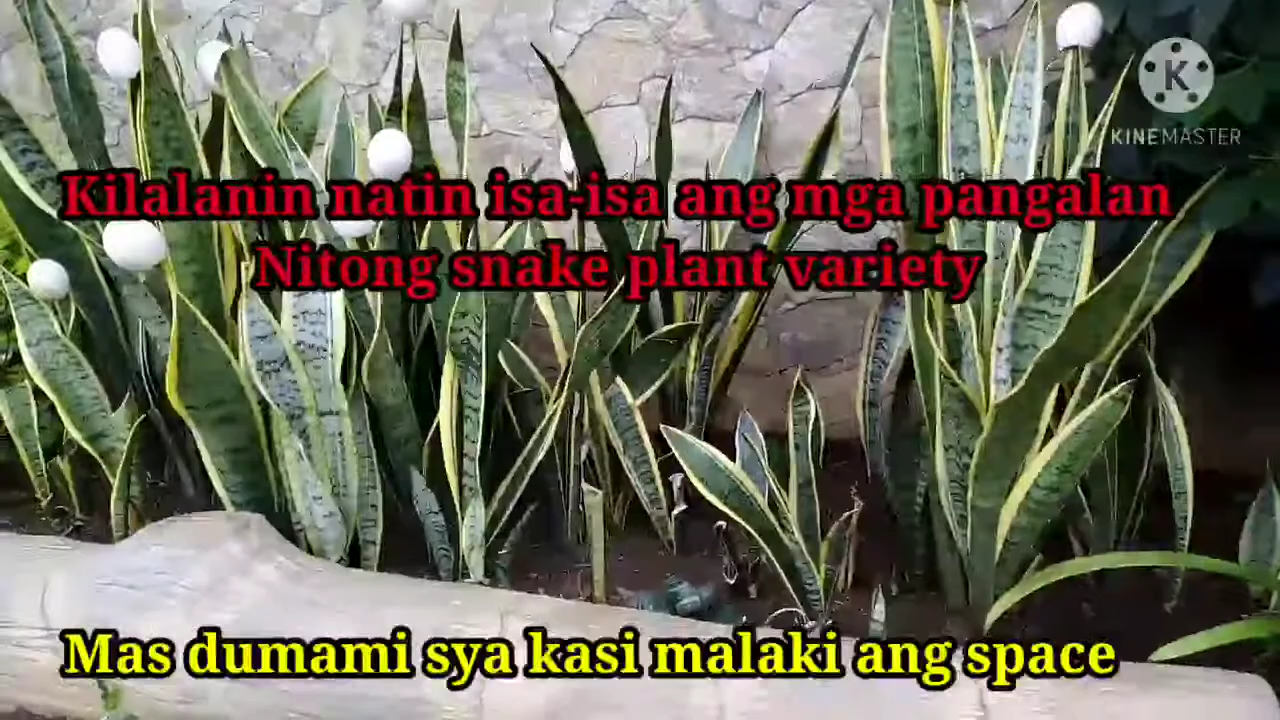 KINEMASTER
Kilalanin natin isa-isa ang mga pangalan
Nitong snake plant variety
Mas dumami sya kasi malaki ang space